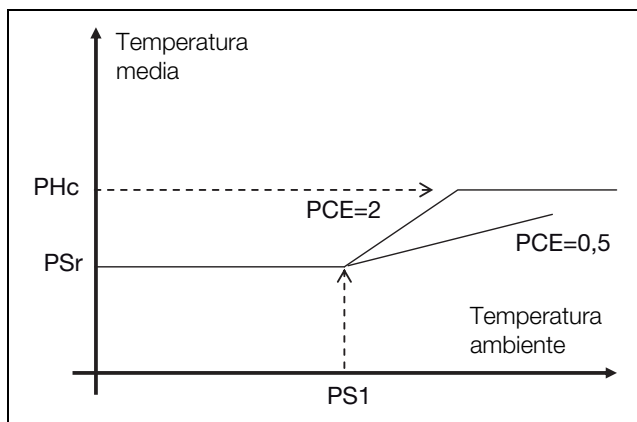 Temperatura
media
PHc
PCE=2
PCE=0,5
PSr
Temperatura
ambiente
PS1